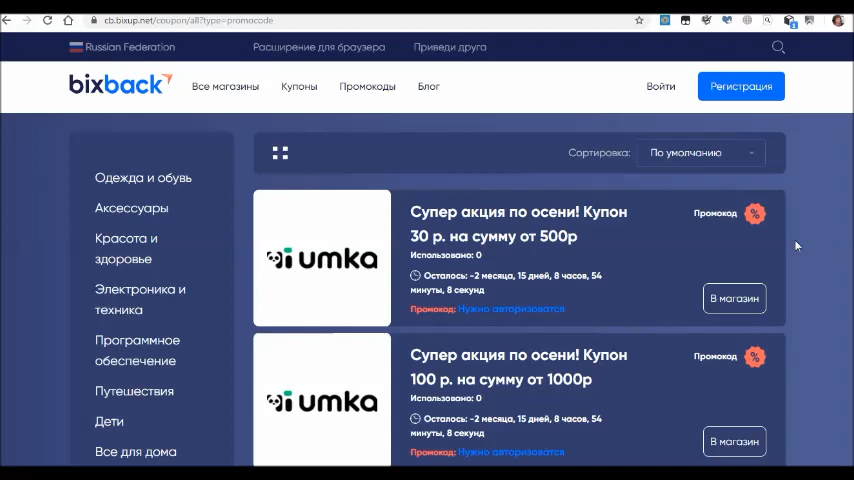 cb.bixup.net/coupon/all?type=promocode
Russian Federation
Расширение для браузера
Приведи друга
bixback
Все магазины
Купоны
Промокоды
Блог
Войти
Регистрация
Одежда и обувь
Аксессуары
Красота и
здоровье
Электроника и
техника
Программное
обеспечение
Путешествия
Дети
Все для дома
Сортировка:
По умолчанию
umka
Супер акция по осени! Купон
30 р. на сумму от 500р
Использовано: 0
Осталось: -2 месяца, 15 дней, 8 часов, 54
минуты, 8 секунд
Промокод: Нужно авторизоватся
Промокод %
В магазин
umka
Супер акция по осени! Купон
100 р. на сумму от 1000р
Использовано: 0
Осталось: -2 месяца, 15 дней, 8 часов, 54
минуты, 8 секунд
Промокод: Нужно авторизоватся
Промокод %
В магазин